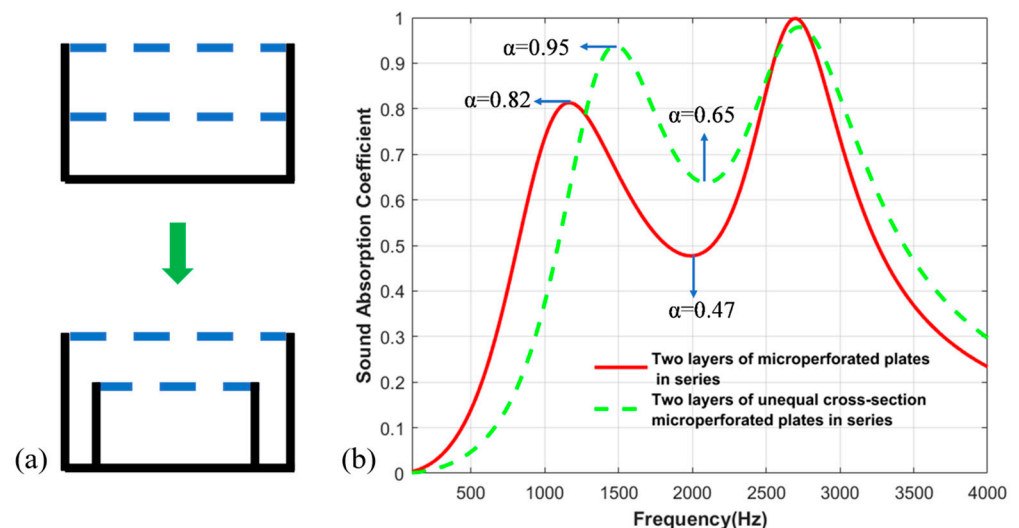 (a)
(b)
Sound Absorption Coefficient
1
0.9
0.8
0.7
0.6
0.5
0.4
0.3
0.2
0.1
0
α=0.95
α=0.82
α=0.65
α=0.47
Two layers of microperforated plates
in series
Two layers of unequal cross-section
microperforated plates in series
500 1000 1500 2000 2500 3000 3500 4000
Frequency(Hz)